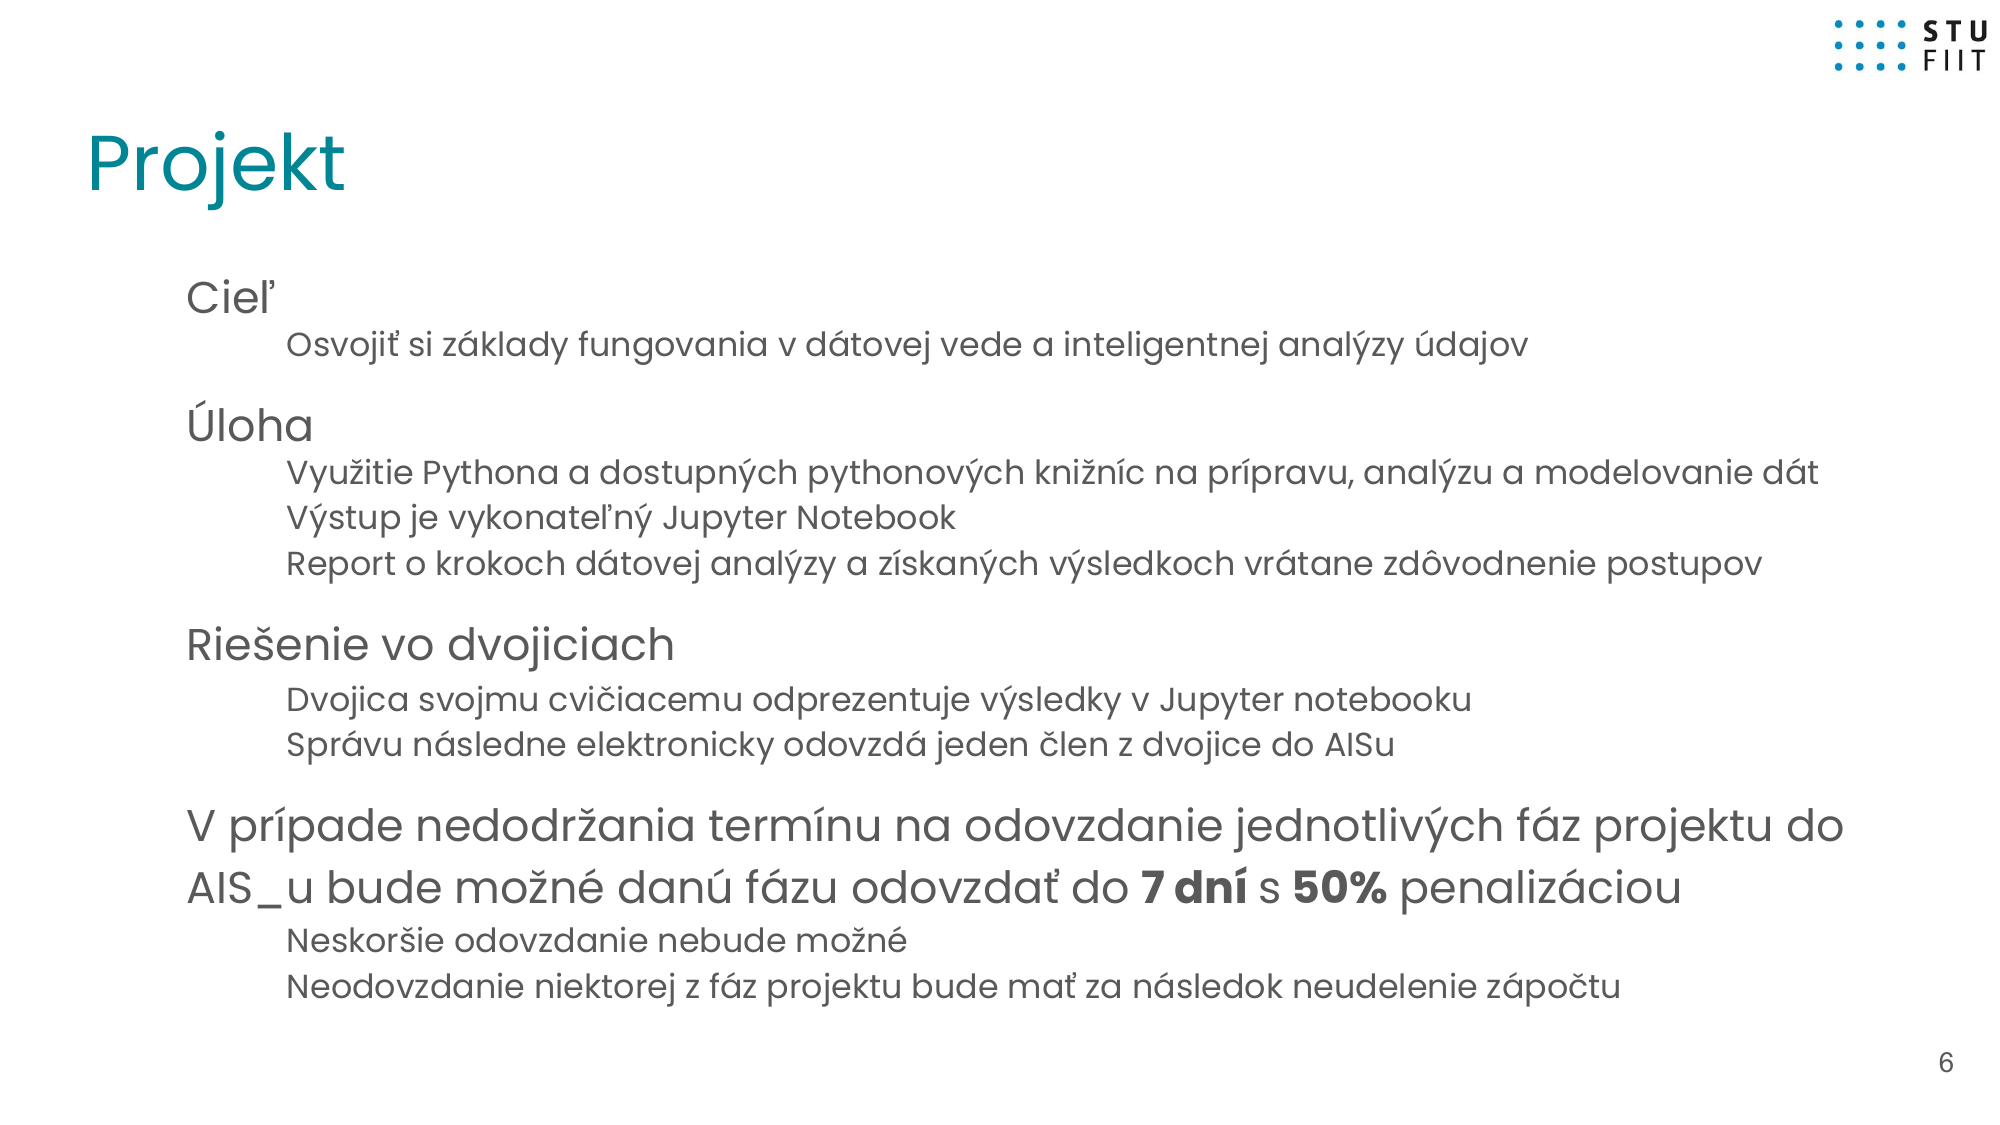 STU
FIIT
Projekt
Cieľ
Osvojiť si základy fungovania v dátovej vede a inteligentnej analýzy údajov
Úloha
Využitie Pythona a dostupných pythonových knižníc na prípravu, analýzu a modelovanie dát
Výstup je vykonateľný Jupyter Notebook
Report o krokoch dátovej analýzy a získaných výsledkoch vrátane zdôvodnenie postupov
Riešenie vo dvojiciach
Dvojica svojmu cvičiacemu odprezentuje výsledky v Jupyter notebooku
Správu následne elektronicky odovzdá jeden člen z dvojice do AISu
V prípade nedodržania termínu na odovzdanie jednotlivých fáz projektu do
AIS_u bude možné danú fázu odovzdať do 7 dní s 50% penalizáciou
Neskoršie odovzdanie nebude možné
Neodovzdanie niektorej z fáz projektu bude mať za následok neudelenie zápočtu
6